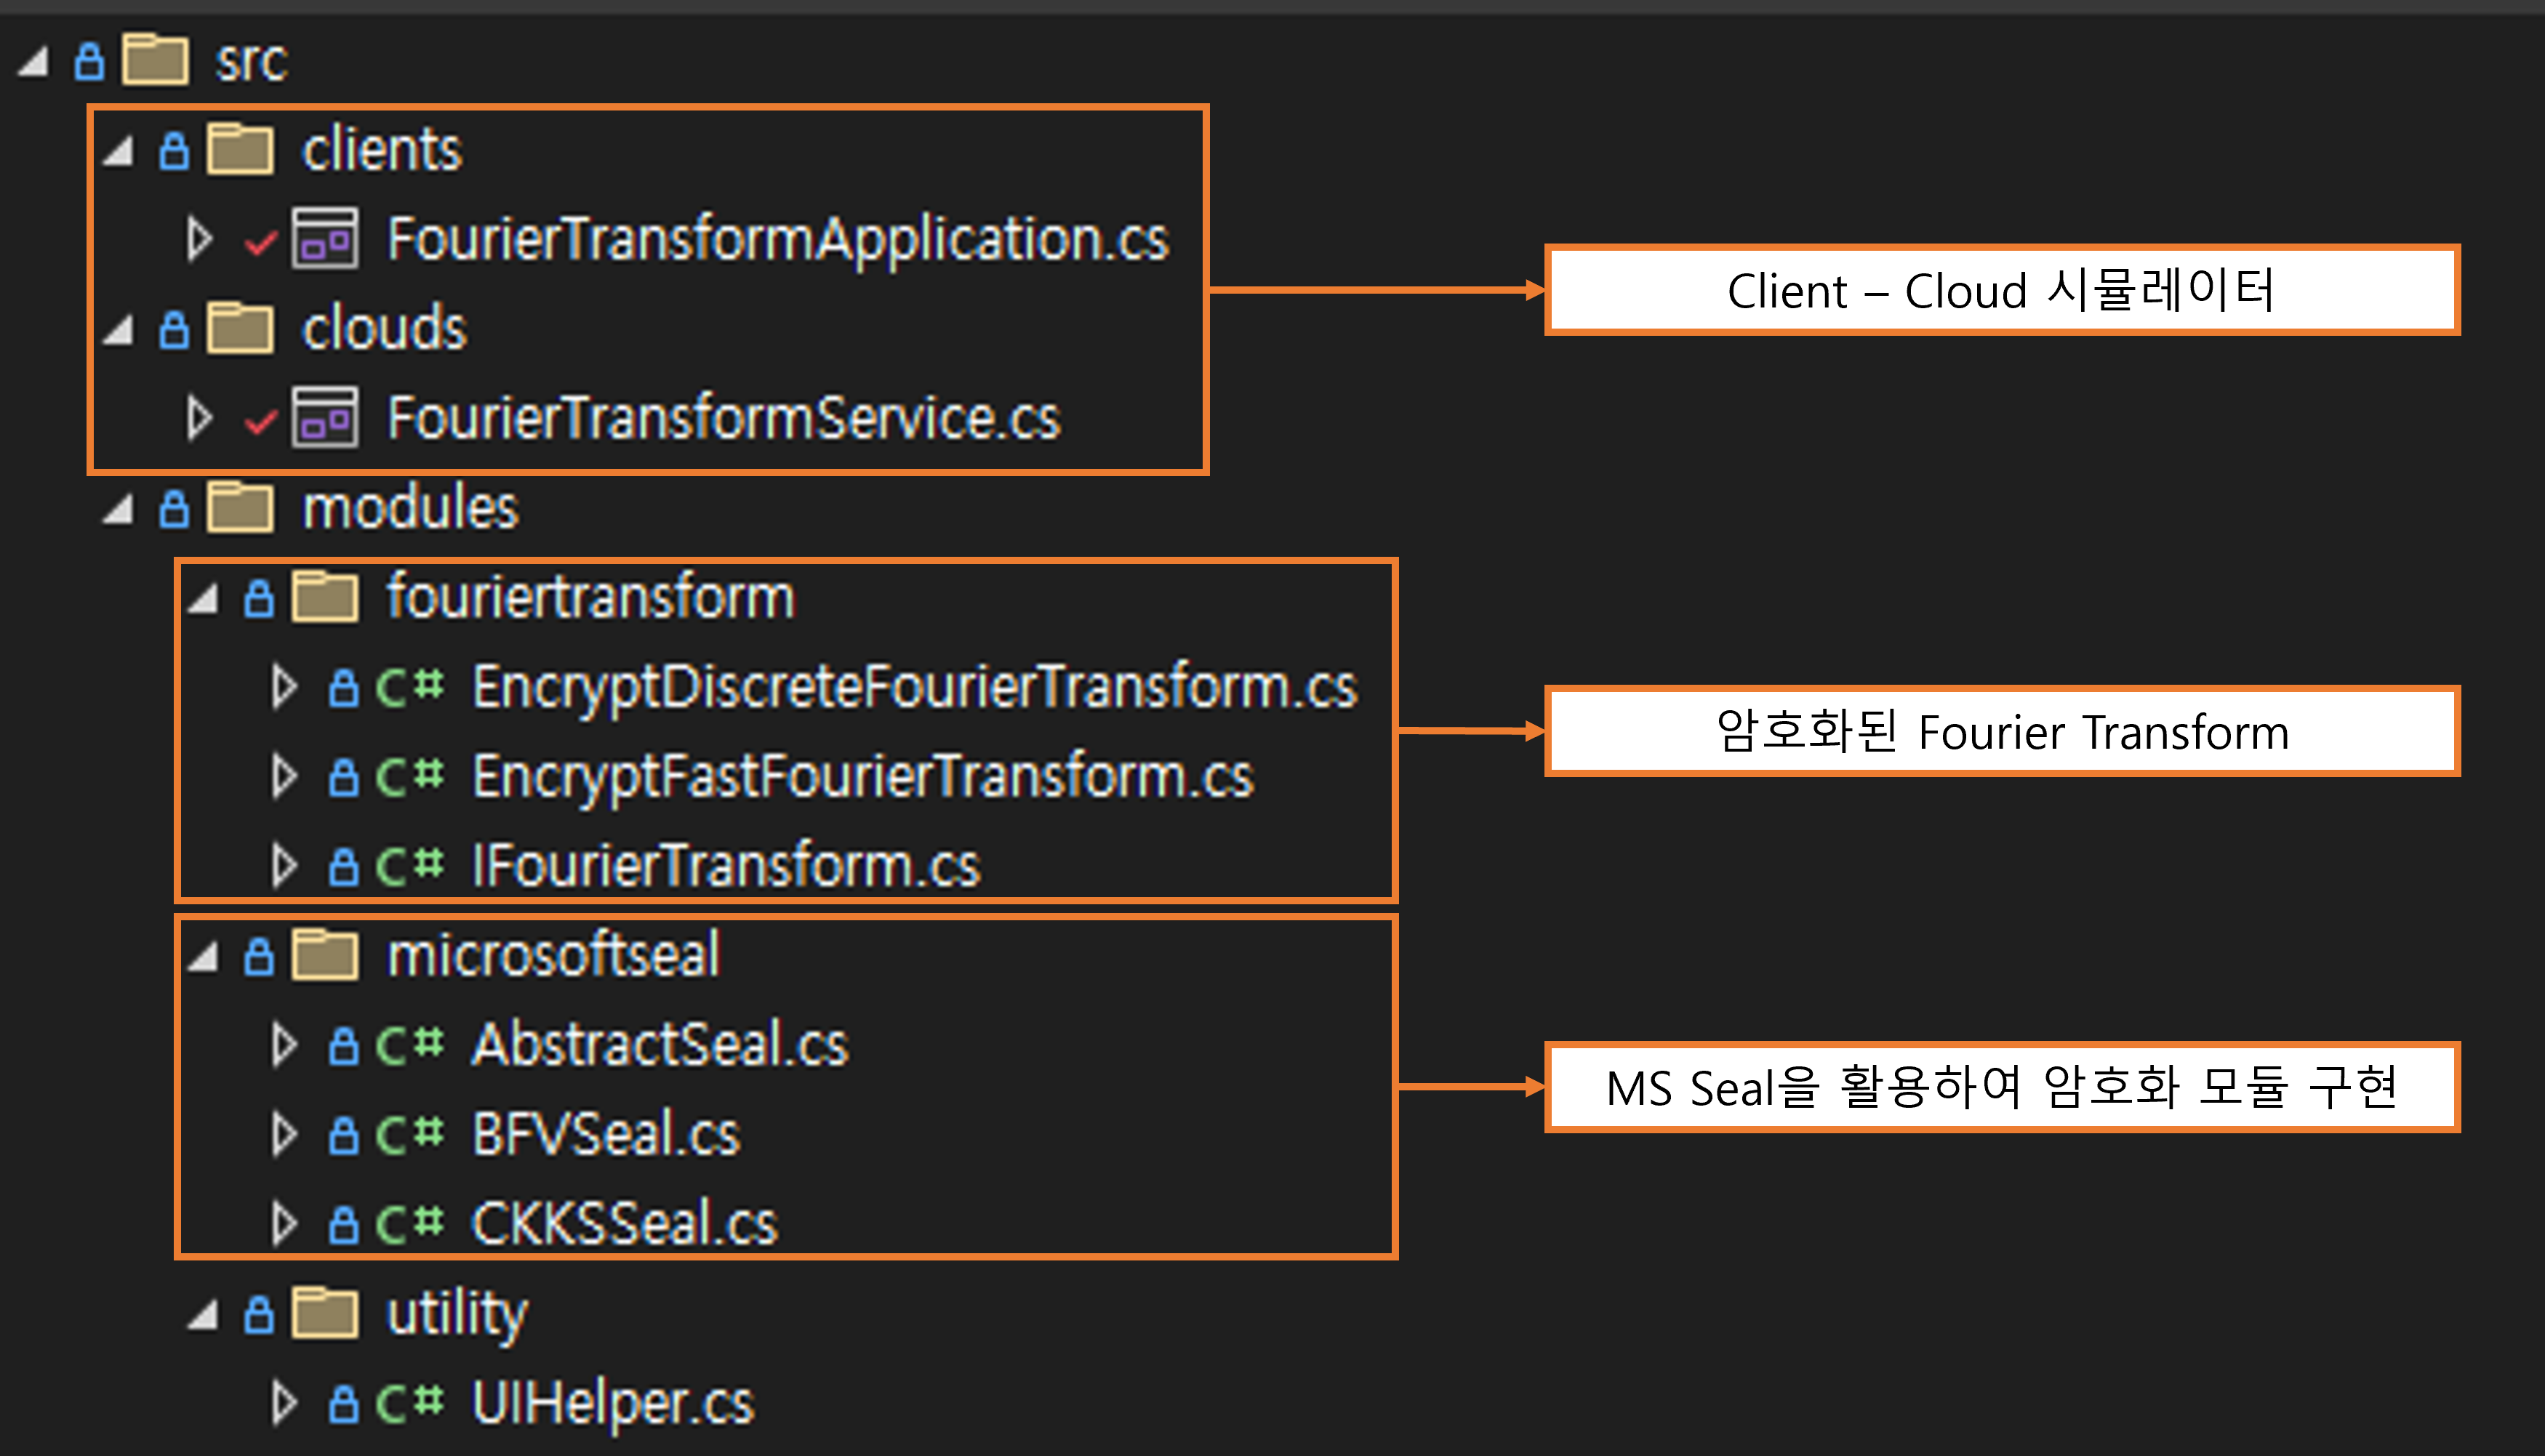 src
clients
FourierTransformApplication.cs
clouds
FourierTransformService.cs
Client – Cloud 시뮬레이터
modules
fouriertransform
C# EncryptDiscreteFourierTransform.cs
C# EncryptFastFourierTransform.cs
C# IFourierTransform.cs
암호화된 Fourier Transform
microsoftseal
C# AbstractSeal.cs
C# BFVSeal.cs
C# CKKSSeal.cs
MS Seal을 활용하여 암호화 모듈 구현
utility
C# UIHelper.cs